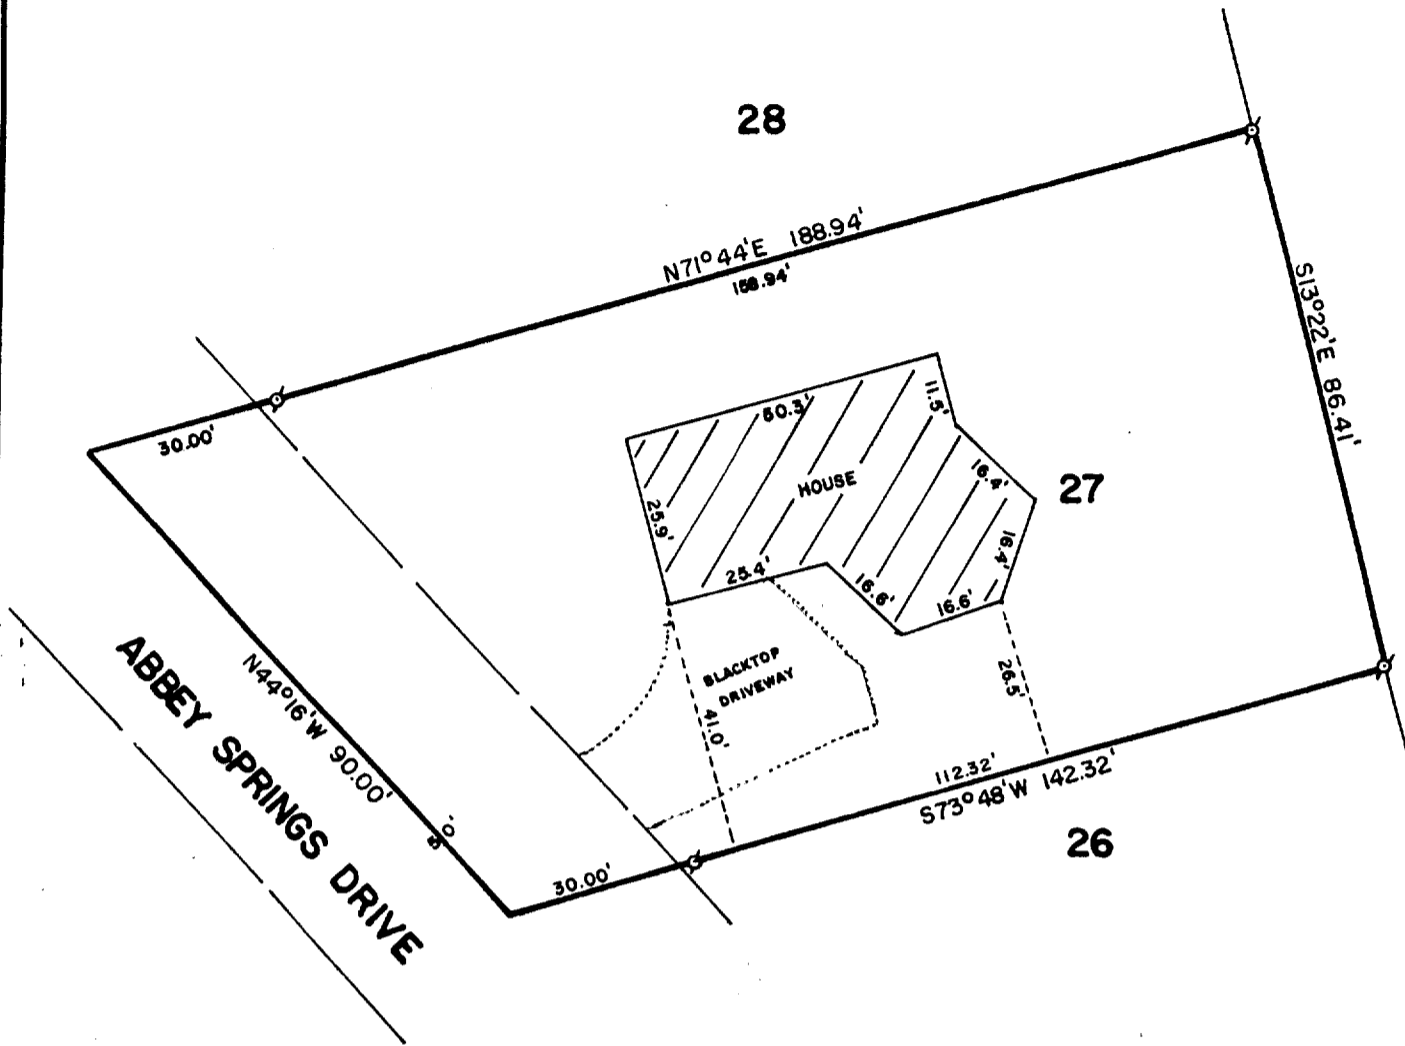 28
N71°44'E 188.94'
158.94'
S13°22'E 86.41'
30.00'
50.3'
11.5'
HOUSE
16.4'
27
25.9'
16.4'
25.4'
16.6'
16.6'
BLACKTOP
DRIVEWAY
41.0'
26.5'
ABBEY SPRINGS DRIVE
N44°16'W 90.00'
112.32'
S73°48'W 142.32'
26
30.00'